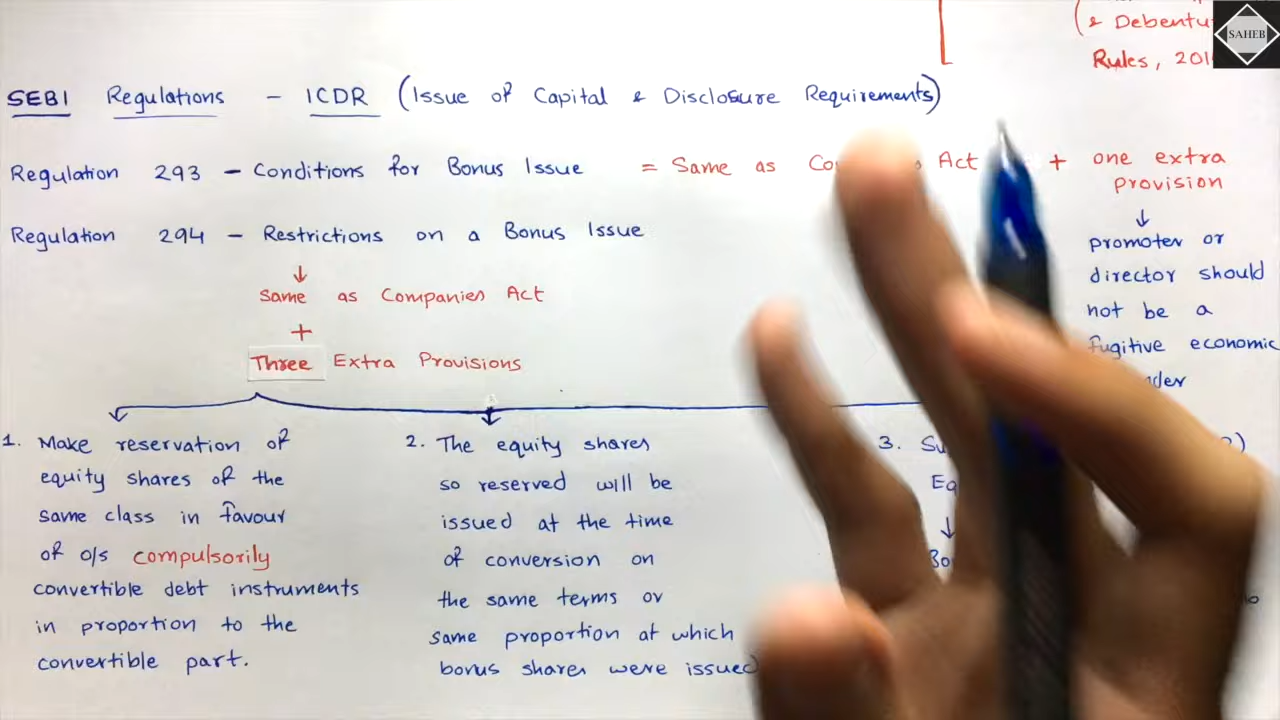 (& Debentu
Rules, 201
SAHEB
SEBI Regulations - ICDR (Issue of Capital & Disclosure Requirements)
Regulation 293 - Conditions for Bonus Issue = Same as Act + one extra
provision
↓
promoter or
director should
not be a
fugitive economic
Regulation 294 - Restrictions on a Bonus Issue
↓
Same as Companies Act
+
Three Extra Provisions
1. Make reservation of
equity shares of the
same class in favour
of o/s compulsorily
convertible debt instruments
in proportion to the
convertible part.
2. The equity shares
so reserved will be
issued at the time
of conversion on
the same terms or
same proportion at which
bonus shares were issued
3.
↓